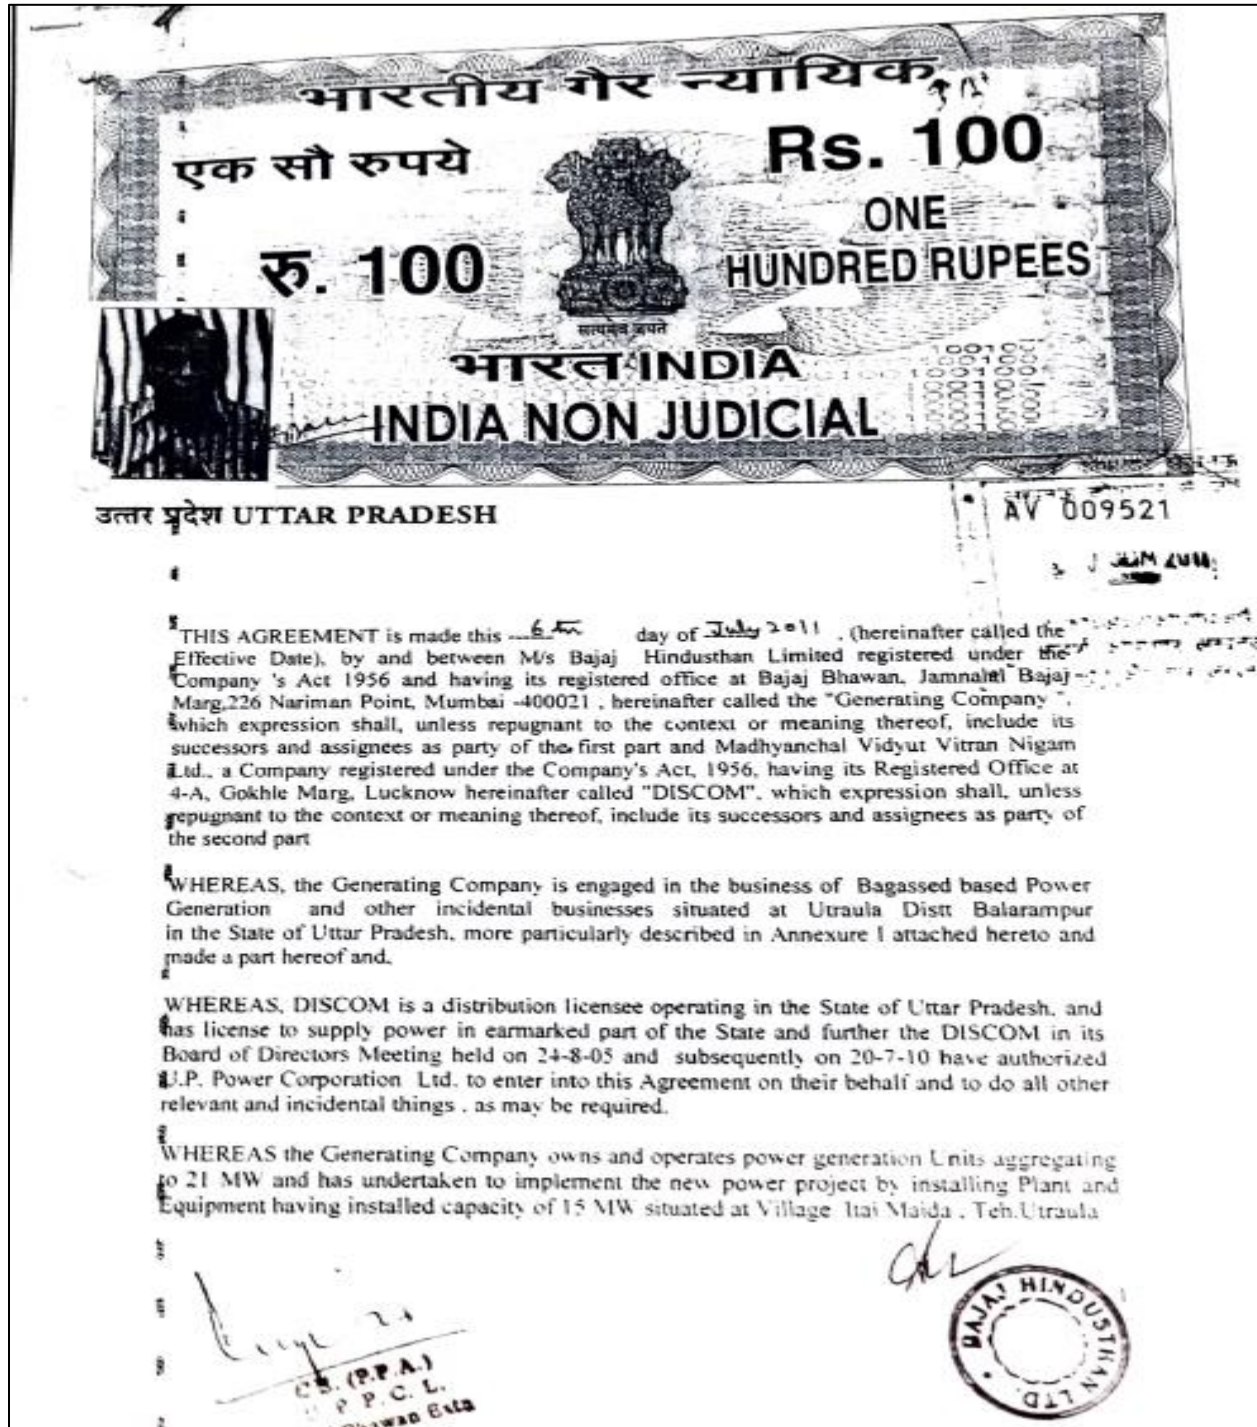 भारतीय गैर न्यायिक
एक सौ रुपये
Rs. 100
रु. 100
ONE
HUNDRED RUPEES
सत्यमेव जयते
भारत INDIA
INDIA NON JUDICIAL
उत्तर प्रदेश UTTAR PRADESH
AV 009521
THIS AGREEMENT is made this 6th day of July 2011 , (hereinafter called the
Effective Date), by and between M/s Bajaj Hindusthan Limited registered under the
Company 's Act 1956 and having its registered office at Bajaj Bhawan, Jamnalal Bajaj
Marg,226 Nariman Point, Mumbai -400021 , hereinafter called the "Generating Company ",
which expression shall, unless repugnant to the context or meaning thereof, include its
successors and assignees as party of the first part and Madhyanchal Vidyut Vitran Nigam
Ltd., a Company registered under the Company's Act, 1956, having its Registered Office at
4-A, Gokhle Marg, Lucknow hereinafter called "DISCOM", which expression shall, unless
repugnant to the context or meaning thereof, include its successors and assignees as party of
the second part
WHEREAS, the Generating Company is engaged in the business of Bagassed based Power
Generation and other incidental businesses situated at Utraula Distt Balarampur
in the State of Uttar Pradesh, more particularly described in Annexure I attached hereto and
made a part hereof and,
WHEREAS, DISCOM is a distribution licensee operating in the State of Uttar Pradesh, and
has license to supply power in earmarked part of the State and further the DISCOM in its
Board of Directors Meeting held on 24-8-05 and subsequently on 20-7-10 have authorized
U.P. Power Corporation Ltd. to enter into this Agreement on their behalf and to do all other
relevant and incidental things , as may be required.
WHEREAS the Generating Company owns and operates power generation Units aggregating
to 21 MW and has undertaken to implement the new power project by installing Plant and
Equipment having installed capacity of 15 MW situated at Village Itai Maida , Teh.Utraula
(P.P.A.)
P. C. L.
BAJAJ HINDUSTHAN LTD.